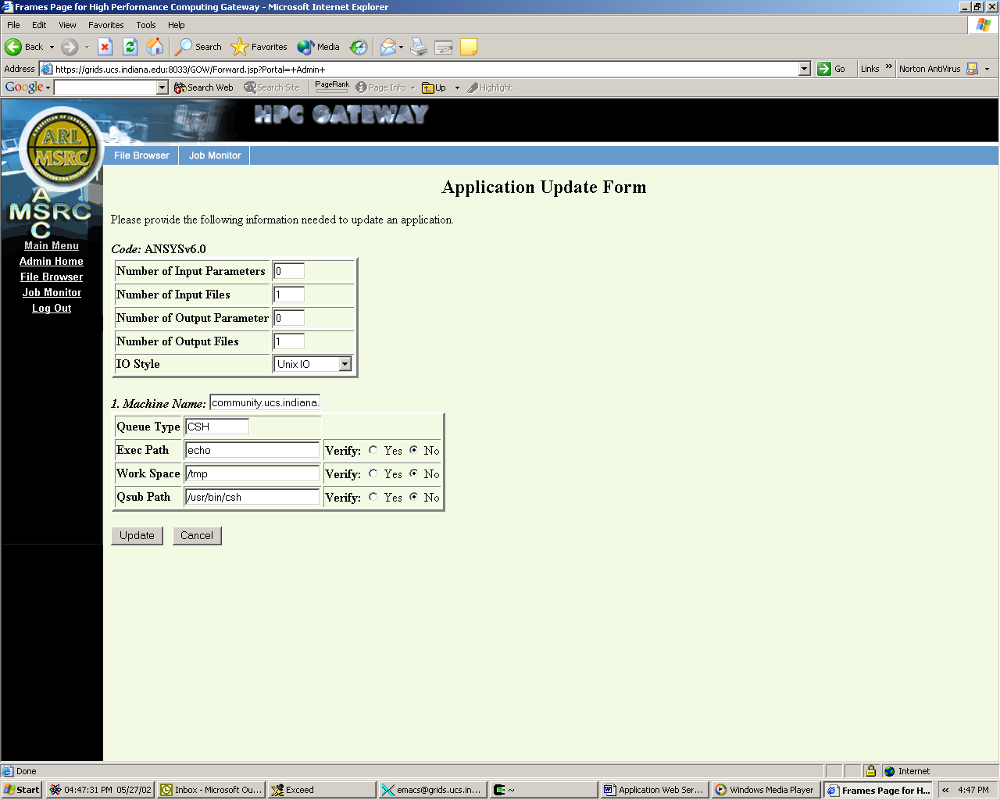 Frames Page for High Performance Computing Gateway - Microsoft Internet Explorer
File Edit View Favorites Tools Help
Back Search Favorites Media
Address https://grids.ucs.indiana.edu:8033/GOW/Forward.jsp?Portal=+Admin+ Go Links » Norton AntiVirus
Google Search Web Search Site PageRank Page Info Up Highlight
HPC GATEWAY
ARL
MSRC
File Browser Job Monitor
ASC
MSRC
Main Menu
Admin Home
File Browser
Job Monitor
Log Out
Application Update Form
Please provide the following information needed to update an application.
Code: ANSYSv6.0
Number of Input Parameters 0
Number of Input Files 1
Number of Output Parameter 0
Number of Output Files 1
IO Style Unix IO
1. Machine Name: community.ucs.indiana.
Queue Type CSH
Exec Path echo Verify: Yes No
Work Space /tmp Verify: Yes No
Qsub Path /usr/bin/csh Verify: Yes No
Update Cancel
Done Internet
Start 04:47:31 PM 05/27/02 Inbox - Microsoft Ou... Exceed emacs@grids.ucs.in... ~ Application Web Ser... Windows Media Player Frames Page for H... « 4:47 PM